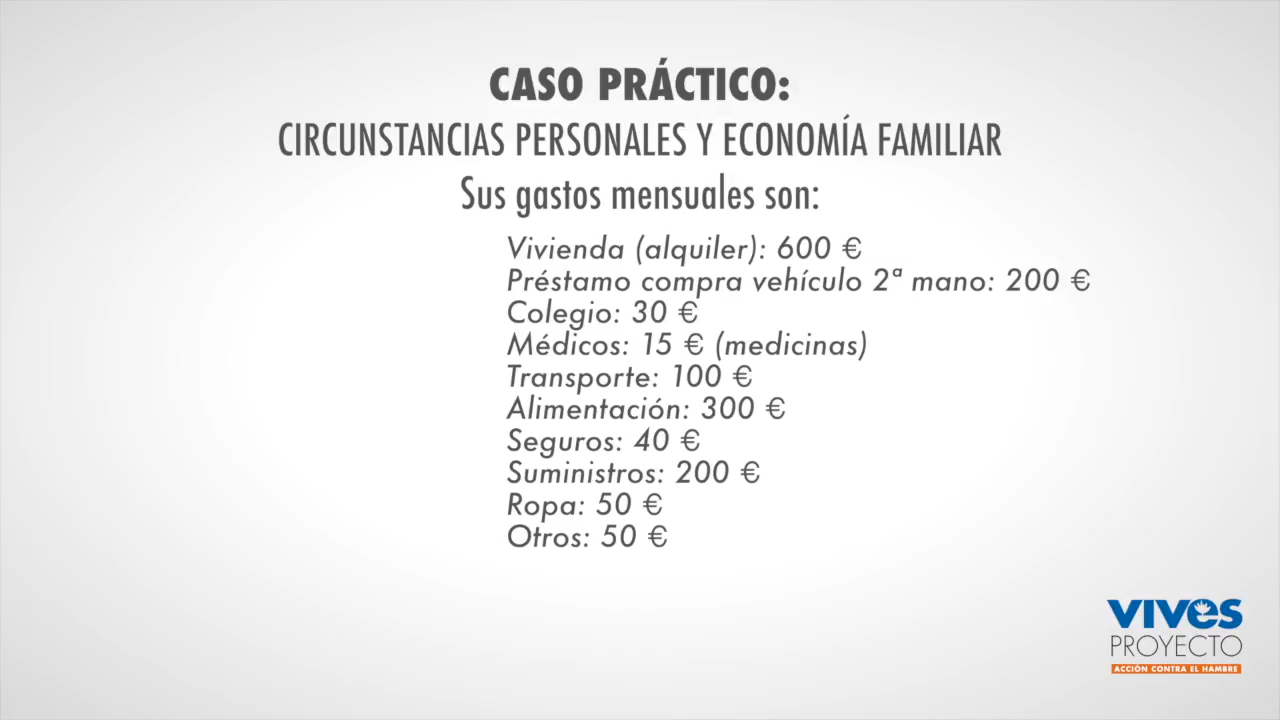 CASO PRÁCTICO:
CIRCUNSTANCIAS PERSONALES Y ECONOMÍA FAMILIAR
Sus gastos mensuales son:
Vivienda (alquiler): 600 €
Préstamo compra vehículo 2ª mano: 200 €
Colegio: 30 €
Médicos: 15 € (medicinas)
Transporte: 100 €
Alimentación: 300 €
Seguros: 40 €
Suministros: 200 €
Ropa: 50 €
Otros: 50 €
VIVES
PROYECTO
ACCIÓN CONTRA EL HAMBRE